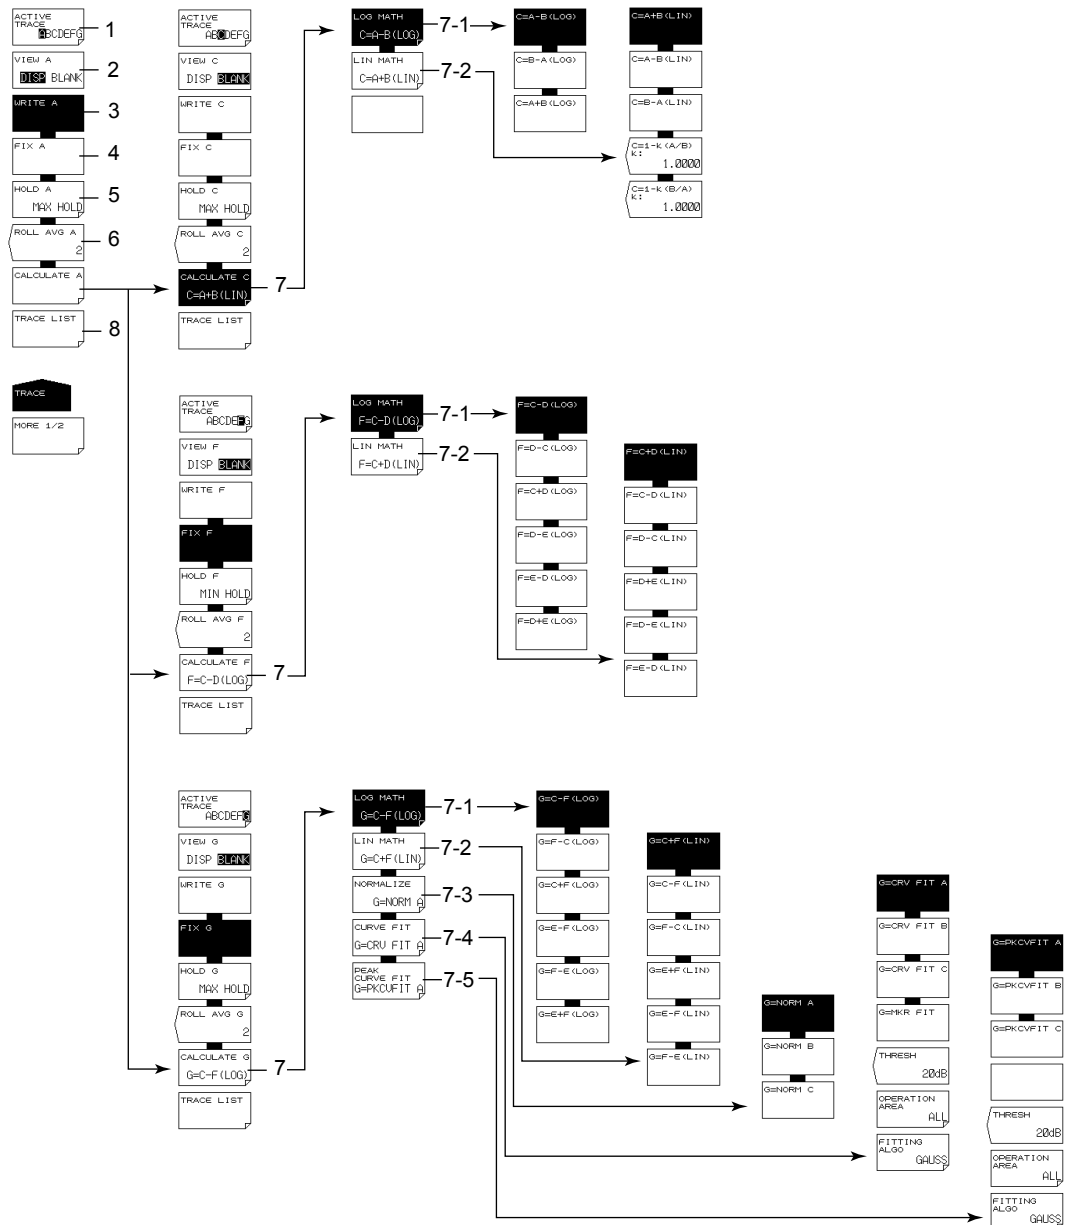 ACTIVE
TRACE
ABCDEFG
1
VIEW A
DISP BLANK
2
WRITE A
3
FIX A
4
HOLD A
MAX HOLD
5
ROLL AVG A
2
6
CALCULATE A
TRACE LIST
8
TRACE
MORE 1/2
ACTIVE
TRACE
ABCDEFG
VIEW C
DISP BLANK
WRITE C
FIX C
HOLD C
MAX HOLD
ROLL AVG C
2
CALCULATE C
C=A+B(LIN)
7
TRACE LIST
LOG MATH
C=A-B(LOG)
7-1
LIN MATH
C=A+B(LIN)
7-2
C=A-B(LOG)
C=B-A(LOG)
C=A+B(LOG)
C=A+B(LIN)
C=A-B(LIN)
C=B-A(LIN)
C=1-k(A/B)
k:
1.0000
C=1-k(B/A)
k:
1.0000
ACTIVE
TRACE
ABCDEFG
VIEW F
DISP BLANK
WRITE F
FIX F
HOLD F
MIN HOLD
ROLL AVG F
2
CALCULATE F
F=C-D(LOG)
7
TRACE LIST
LOG MATH
F=C-D(LOG)
7-1
LIN MATH
F=C+D(LIN)
7-2
F=C-D(LOG)
F=D-C(LOG)
F=C+D(LOG)
F=D-E(LOG)
F=E-D(LOG)
F=D+E(LOG)
F=C+D(LIN)
F=C-D(LIN)
F=D-C(LIN)
F=D+E(LIN)
F=D-E(LIN)
F=E-D(LIN)
ACTIVE
TRACE
ABCDEFG
VIEW G
DISP BLANK
WRITE G
FIX G
HOLD G
MAX HOLD
ROLL AVG G
2
CALCULATE G
G=C-F(LOG)
7
TRACE LIST
LOG MATH
G=C-F(LOG)
7-1
LIN MATH
G=C+F(LIN)
7-2
NORMALIZE
G=NORM A
7-3
CURVE FIT
G=CRV FIT A
7-4
PEAK
CURVE FIT
G=PKCVFIT A
7-5
G=C-F(LOG)
G=F-C(LOG)
G=C+F(LOG)
G=E-F(LOG)
G=F-E(LOG)
G=E+F(LOG)
G=C+F(LIN)
G=C-F(LIN)
G=F-C(LIN)
G=E+F(LIN)
G=E-F(LIN)
G=F-E(LIN)
G=NORM A
G=NORM B
G=NORM C
G=CRV FIT A
G=CRV FIT B
G=CRV FIT C
G=MKR FIT
THRESH
20dB
OPERATION
AREA
ALL
FITTING
ALGO
GAUSS
G=PKCVFIT A
G=PKCVFIT B
G=PKCVFIT C
THRESH
20dB
OPERATION
AREA
ALL
FITTING
ALGO
GAUSS